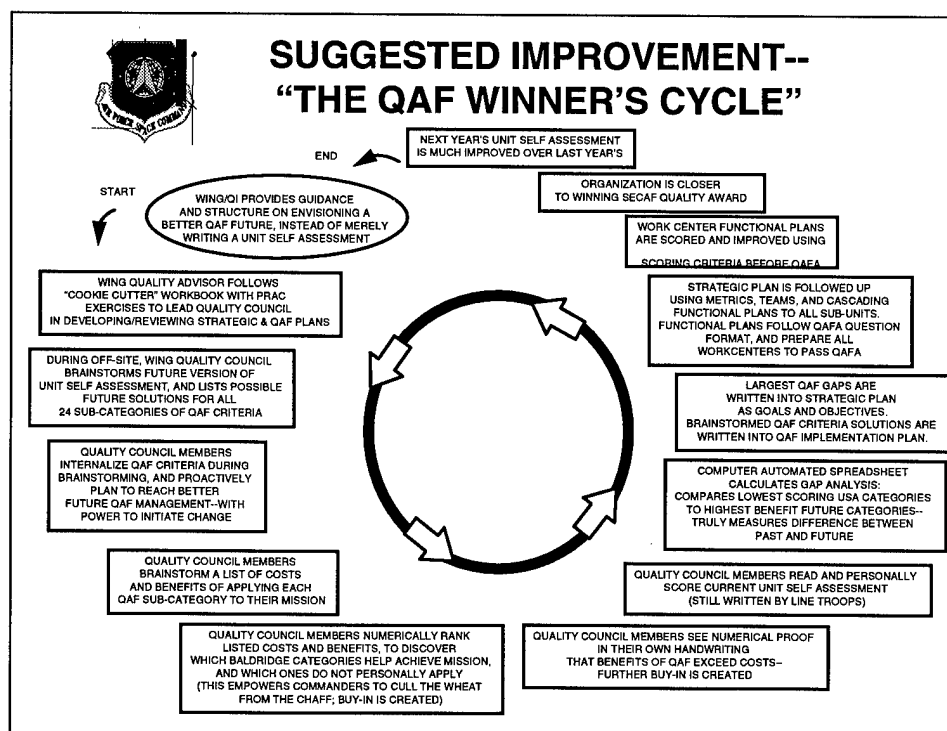 SUGGESTED IMPROVEMENT--
“THE QAF WINNER’S CYCLE”
AIR FORCE SPACE COMMAND
START
WING/QI PROVIDES GUIDANCE
AND STRUCTURE ON ENVISIONING A
BETTER QAF FUTURE, INSTEAD OF MERELY
WRITING A UNIT SELF ASSESSMENT
WING QUALITY ADVISOR FOLLOWS
“COOKIE CUTTER” WORKBOOK WITH PRAC
EXERCISES TO LEAD QUALITY COUNCIL
IN DEVELOPING/REVIEWING STRATEGIC & QAF PLANS
DURING OFF-SITE, WING QUALITY COUNCIL
BRAINSTORMS FUTURE VERSION OF
UNIT SELF ASSESSMENT, AND LISTS POSSIBLE
FUTURE SOLUTIONS FOR ALL
24 SUB-CATEGORIES OF QAF CRITERIA
QUALITY COUNCIL MEMBERS
INTERNALIZE QAF CRITERIA DURING
BRAINSTORMING, AND PROACTIVELY
PLAN TO REACH BETTER
FUTURE QAF MANAGEMENT--WITH
POWER TO INITIATE CHANGE
QUALITY COUNCIL MEMBERS
BRAINSTORM A LIST OF COSTS
AND BENEFITS OF APPLYING EACH
QAF SUB-CATEGORY TO THEIR MISSION
QUALITY COUNCIL MEMBERS NUMERICALLY RANK
LISTED COSTS AND BENEFITS, TO DISCOVER
WHICH BALDRIDGE CATEGORIES HELP ACHIEVE MISSION,
AND WHICH ONES DO NOT PERSONALLY APPLY
(THIS EMPOWERS COMMANDERS TO CULL THE WHEAT
FROM THE CHAFF; BUY-IN IS CREATED)
QUALITY COUNCIL MEMBERS SEE NUMERICAL PROOF
IN THEIR OWN HANDWRITING
THAT BENEFITS OF QAF EXCEED COSTS--
FURTHER BUY-IN IS CREATED
QUALITY COUNCIL MEMBERS READ AND PERSONALLY
SCORE CURRENT UNIT SELF ASSESSMENT
(STILL WRITTEN BY LINE TROOPS)
COMPUTER AUTOMATED SPREADSHEET
CALCULATES GAP ANALYSIS:
COMPARES LOWEST SCORING USA CATEGORIES
TO HIGHEST BENEFIT FUTURE CATEGORIES--
TRULY MEASURES DIFFERENCE BETWEEN
PAST AND FUTURE
LARGEST QAF GAPS ARE
WRITTEN INTO STRATEGIC PLAN
AS GOALS AND OBJECTIVES.
BRAINSTORMED QAF CRITERIA SOLUTIONS ARE
WRITTEN INTO QAF IMPLEMENTATION PLAN.
STRATEGIC PLAN IS FOLLOWED UP
USING METRICS, TEAMS, AND CASCADING
FUNCTIONAL PLANS TO ALL SUB-UNITS.
FUNCTIONAL PLANS FOLLOW QAFA QUESTION
FORMAT, AND PREPARE ALL
WORKCENTERS TO PASS QAFA
WORK CENTER FUNCTIONAL PLANS
ARE SCORED AND IMPROVED USING
SCORING CRITERIA BEFORE QAFA
ORGANIZATION IS CLOSER
TO WINNING SECAF QUALITY AWARD
NEXT YEAR’S UNIT SELF ASSESSMENT
IS MUCH IMPROVED OVER LAST YEAR’S
END